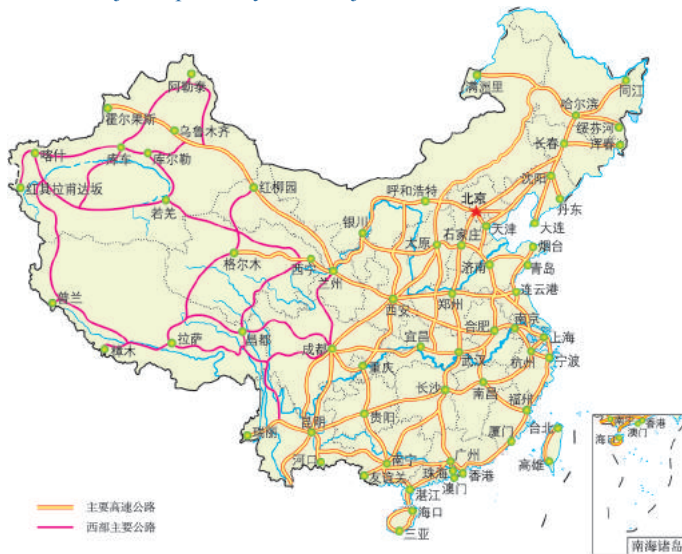 阿勒泰
满洲里
同江
霍尔果斯
哈尔滨
乌鲁木齐
绥芬河
喀什
库车
库尔勒
长春
珲春
红其拉甫达坂
红柳园
呼和浩特
北京
沈阳
若羌
丹东
银川
石家庄
天津
大连
太原
烟台
格尔木
西宁
济南
青岛
兰州
普兰
连云港
西安
郑州
南京
拉萨
昌都
合肥
上海
樟木
成都
宜昌
武汉
杭州
宁波
重庆
长沙
南昌
贵阳
福州
瑞丽
昆明
厦门
台北
河口
南宁
广州
高雄
友谊关
珠海
香港
澳门
湛江
海口
三亚
南宁
香港
澳门
海口
主要高速公路
西部主要公路
南海诸岛